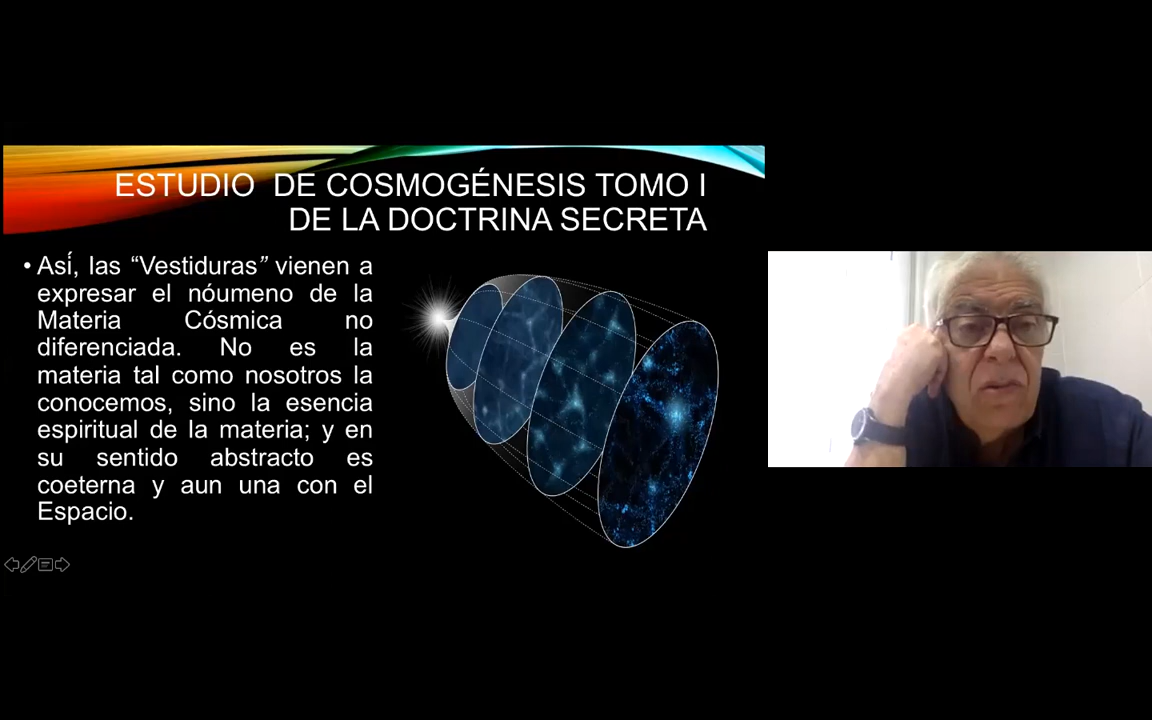 ESTUDIO DE COSMOGÉNESIS TOMO I
DE LA DOCTRINA SECRETA
• Así, las “Vestiduras” vienen a
expresar el nóumeno de la
Materia Cósmica no
diferenciada. No es la
materia tal como nosotros la
conocemos, sino la esencia
espiritual de la materia; y en
su sentido abstracto es
coeterna y aun una con el
Espacio.